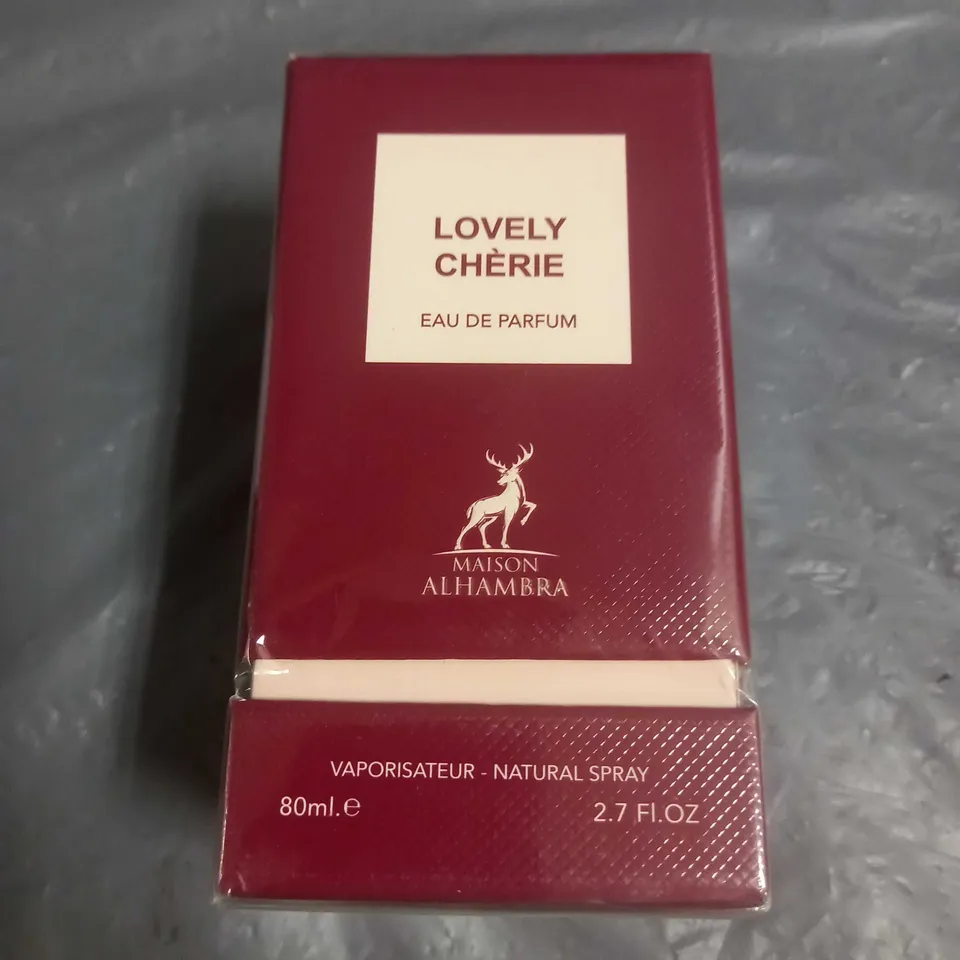 LOVELY
CHÈRIE
EAU DE PARFUM
MAISON
ALHAMBRA
VAPORISATEUR - NATURAL SPRAY
80ml.℮
2.7 Fl.OZ